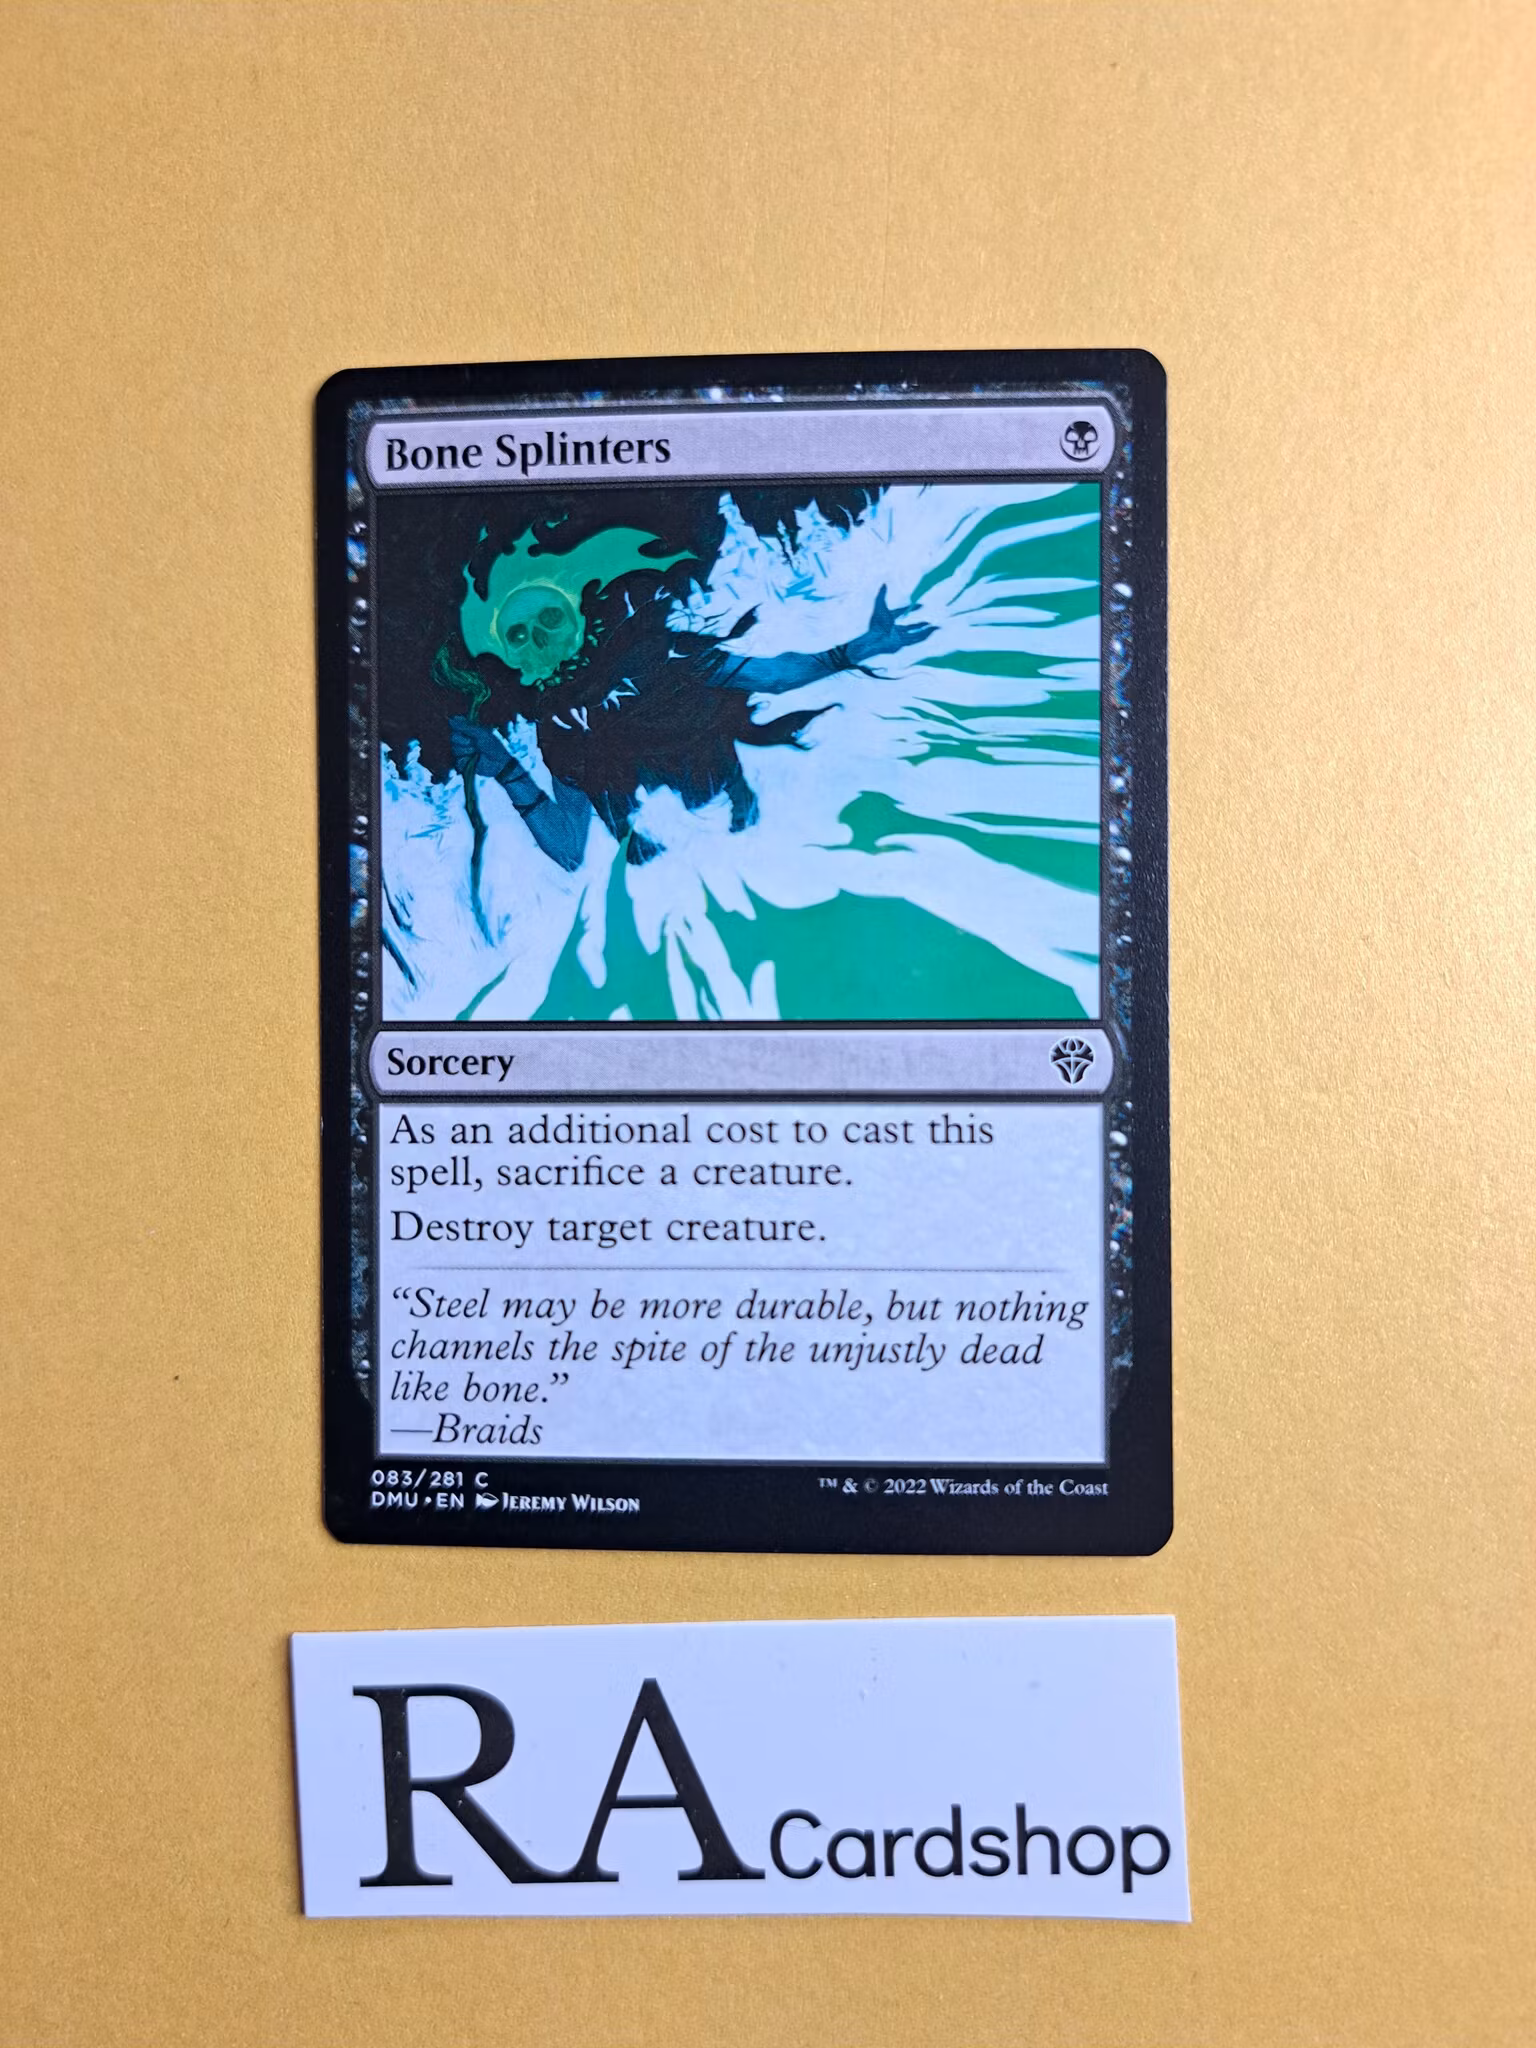 Bone Splinters
Sorcery
As an additional cost to cast this
spell, sacrifice a creature.
Destroy target creature.
“Steel may be more durable, but nothing
channels the spite of the unjustly dead
like bone.”
—Braids
083/281 C
DMU • EN Jeremy Wilson
™ & © 2022 Wizards of the Coast
RA Cardshop